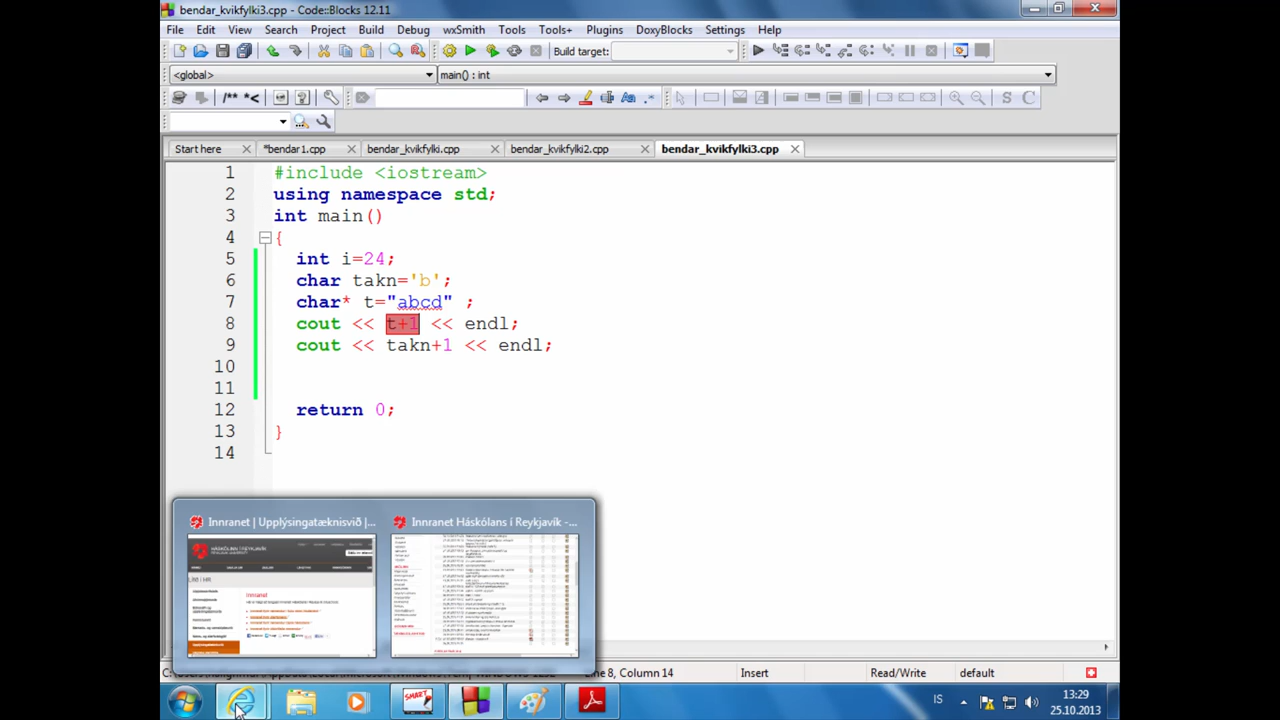 bendar_kvikfylki3.cpp - Code::Blocks 12.11
File Edit View Search Project Build Debug wxSmith Tools Tools+ Plugins DoxyBlocks Settings Help
Build target:
<global> main() : int
/** *<
S C
Start here *bendar1.cpp bendar_kvikfylki.cpp bendar_kvikfylki2.cpp bendar_kvikfylki3.cpp
1 #include <iostream>
2 using namespace std;
3 int main()
4 {
5 int i=24;
6 char takn='b';
7 char* t="abcd" ;
8 cout << t+1 << endl;
9 cout << takn+1 << endl;
10
11
12 return 0;
13 }
14
Innranet | Upplýsingatæknisvið |... Innranet Háskólans í Reykjavík -...
HÁSKÓLINN Í REYKJAVÍK
Innranet
Line 8, Column 14 Insert Read/Write default
SMART
IS 13:29
25.10.2013